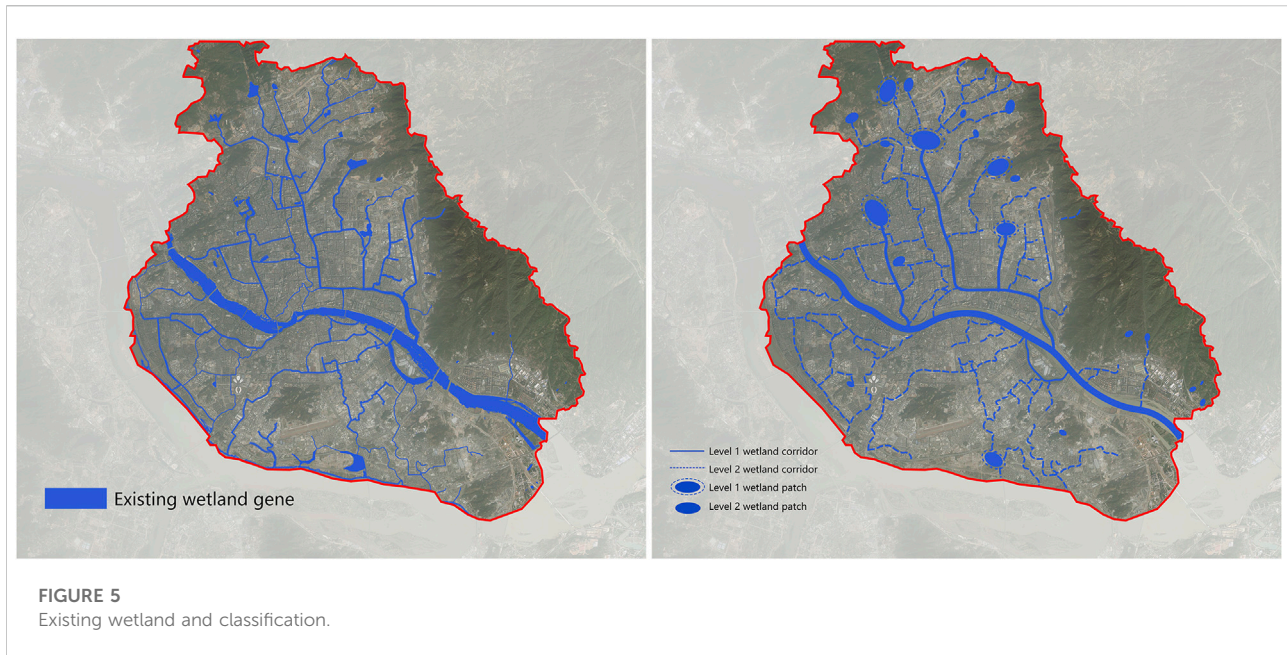 Existing wetland gene
Level 1 wetland corridor
Level 2 wetland corridor
Level 1 wetland patch
Level 2 wetland patch
FIGURE 5
Existing wetland and classification.